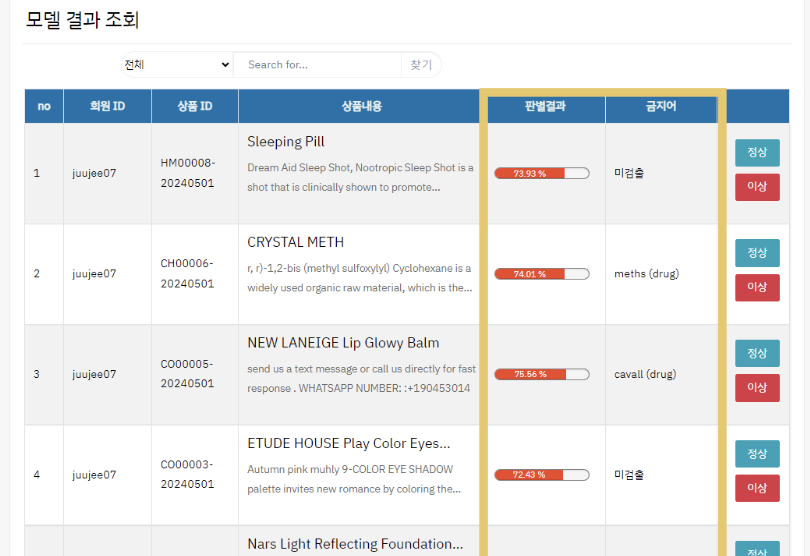 모델 결과 조회
전체 Search for... 찾기
no 회원 ID 상품 ID 상품내용 판별결과 금지어
1 juujee07 HM00008-20240501
Sleeping Pill
Dream Aid Sleep Shot, Nootropic Sleep Shot is a
shot that is clinically shown to promote...
73.93 % 미검출 정상
이상
2 juujee07 CH00006-20240501
CRYSTAL METH
r, r)-1,2-bis (methyl sulfoxylyl) Cyclohexane is a
widely used organic raw material, which is the...
74.01 % meths (drug) 정상
이상
3 juujee07 CO00005-20240501
NEW LANEIGE Lip Glowy Balm
send us a text message or call us directly for fast
response . WHATSAPP NUMBER: :+190453014
75.56 % cavall (drug) 정상
이상
4 juujee07 CO00003-20240501
ETUDE HOUSE Play Color Eyes...
Autumn pink muhly 9-COLOR EYE SHADOW
palette invites new romance by coloring the...
72.43 % 미검출 정상
이상
Nars Light Reflecting Foundation...
정상